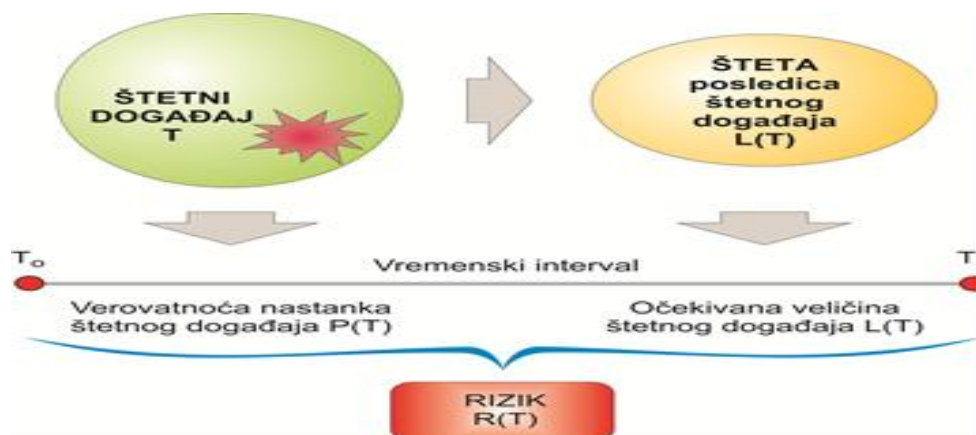 ŠTETNI
DOGAĐAJ
T
ŠTETA
posledica
štetnog
događaja
L(T)
To
Vremenski interval
T
Verovatnoća nastanka
štetnog događaja P(T)
Očekivana veličina
štetnog događaja L(T)
RIZIK
R(T)